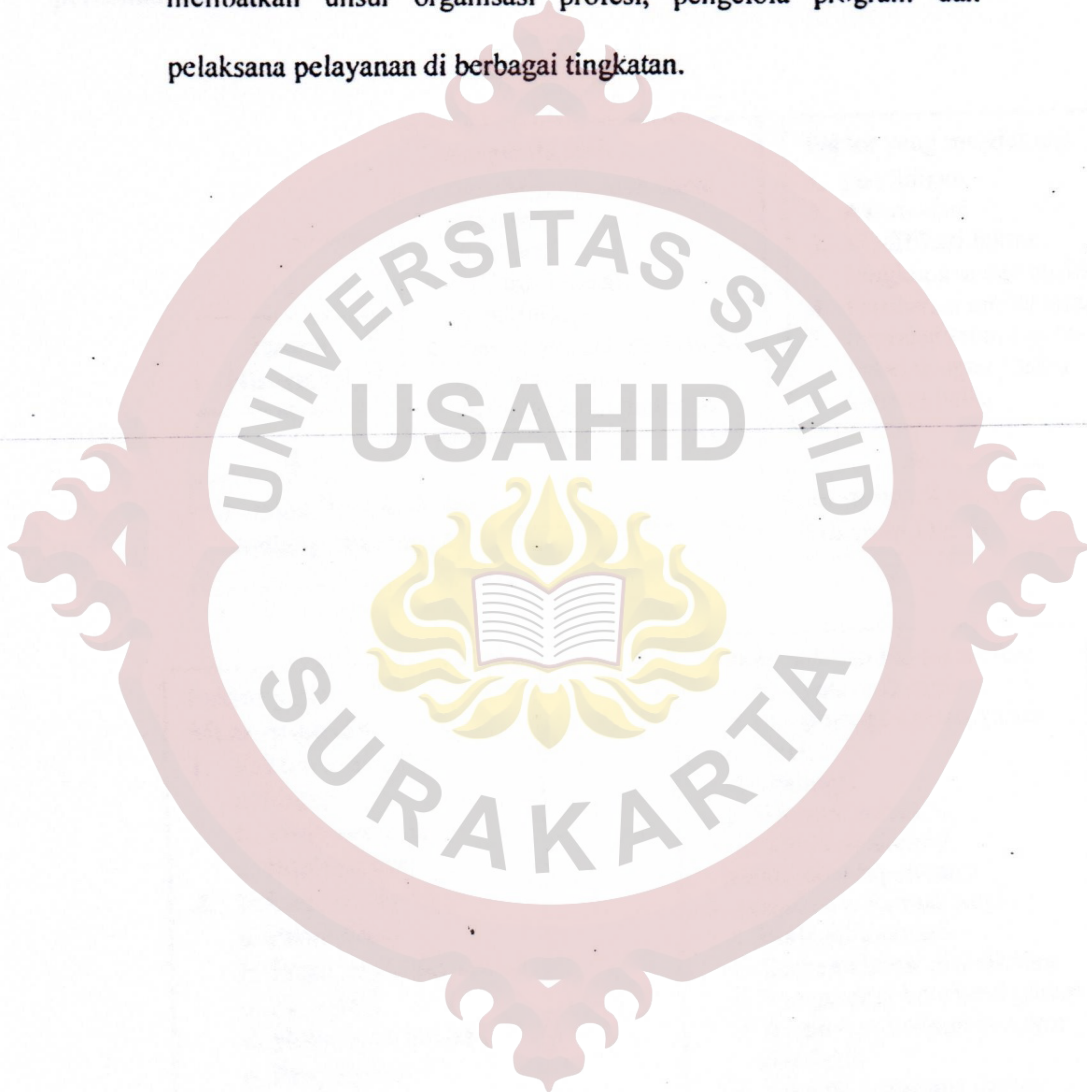 melibatkan unsur organisasi profesi, pengelola program dan
pelaksana pelayanan di berbagai tingkatan.
UNIVERSITAS SAHID
USAHID
SURAKARTA